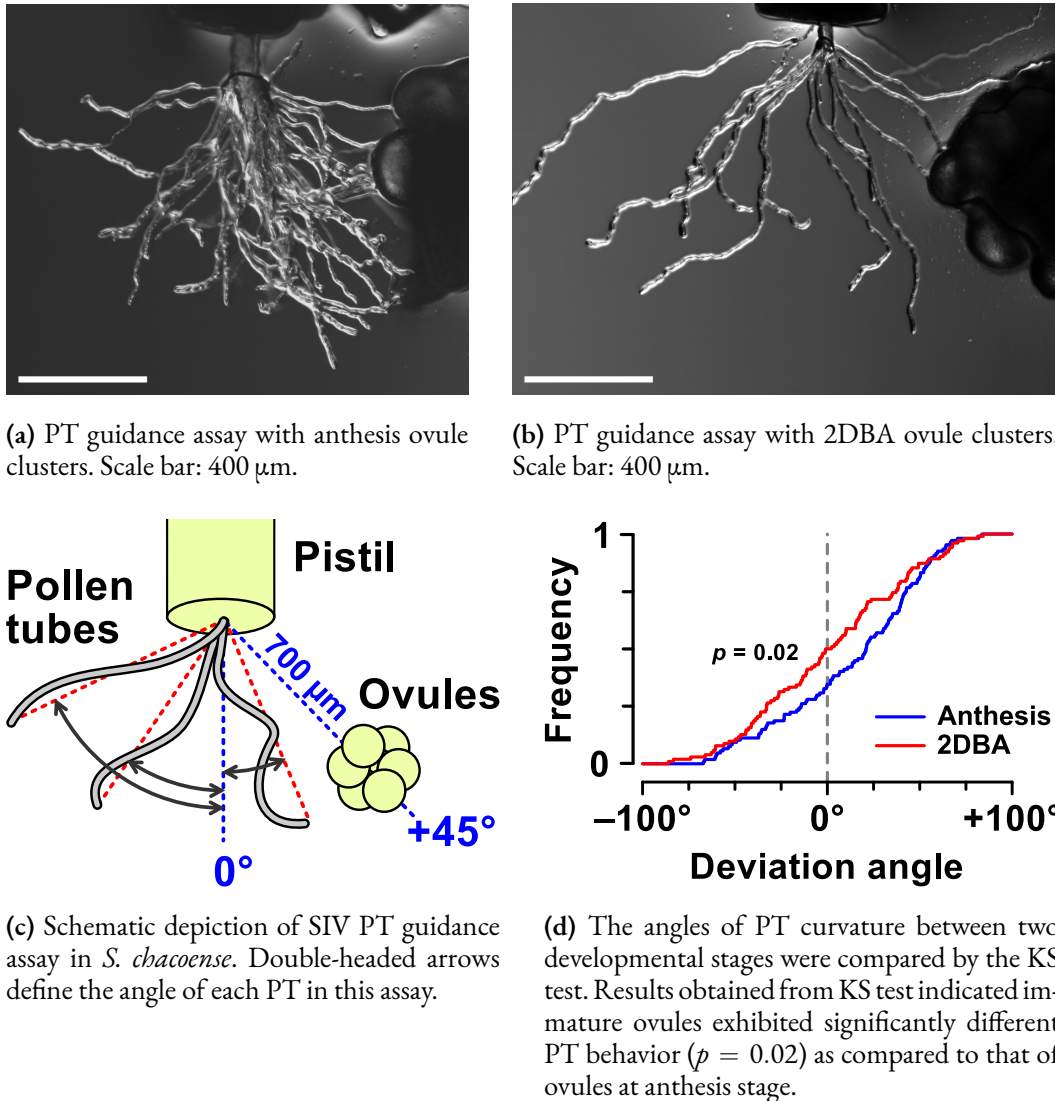 (a) PT guidance assay with anthesis ovule
clusters. Scale bar: 400 µm.
(b) PT guidance assay with 2DBA ovule clusters.
Scale bar: 400 µm.
Pistil
Pollen
tubes
700 µm
Ovules
+45°
0°
1
Frequency
p = 0.02
Anthesis
2DBA
0
−100°
0°
+100°
Deviation angle
(c) Schematic depiction of SIV PT guidance
assay in S. chacoense. Double-headed arrows
define the angle of each PT in this assay.
(d) The angles of PT curvature between two
developmental stages were compared by the KS
test. Results obtained from KS test indicated im-
mature ovules exhibited significantly different
PT behavior (p = 0.02) as compared to that of
ovules at anthesis stage.